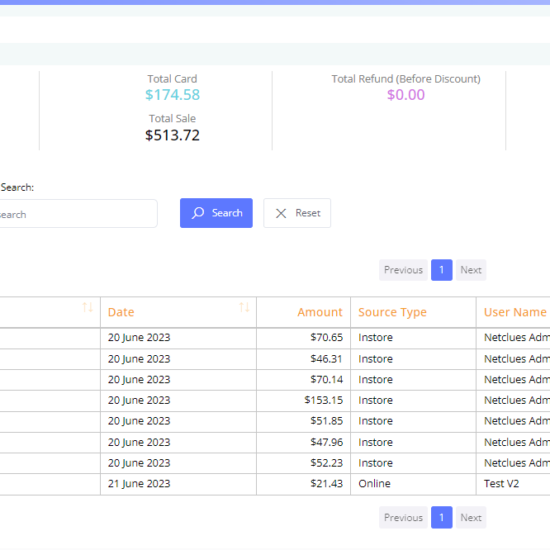 Total Card
$174.58
Total Refund (Before Discount)
$0.00
Total Sale
$513.72
Search:
search
Search
Reset
Previous 1 Next
Date Amount Source Type User Name
20 June 2023 $70.65 Instore Netclues Adm
20 June 2023 $46.31 Instore Netclues Adm
20 June 2023 $70.14 Instore Netclues Adm
20 June 2023 $153.15 Instore Netclues Adm
20 June 2023 $51.85 Instore Netclues Adm
20 June 2023 $47.96 Instore Netclues Adm
20 June 2023 $52.23 Instore Netclues Adm
21 June 2023 $21.43 Online Test V2
Previous 1 Next